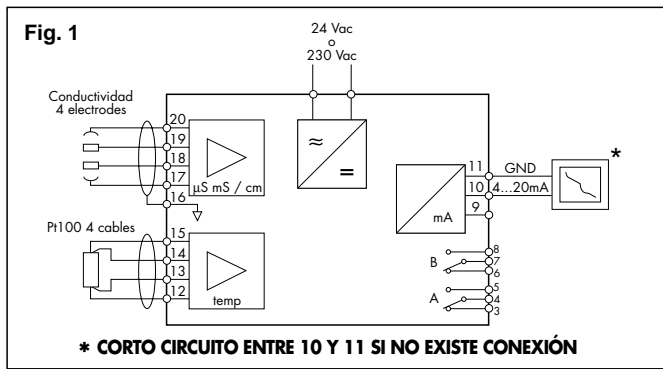 Fig. 1
24 Vac
o
230 Vac
Conductividad
4 electrodes
20
19
18
17
16
µS mS / cm
≈
=
11
10
9
GND
4...20mA
mA
*
Pt100 4 cables
15
14
13
12
temp
B
8
7
6
A
5
4
3
* CORTO CIRCUITO ENTRE 10 Y 11 SI NO EXISTE CONEXIÓN